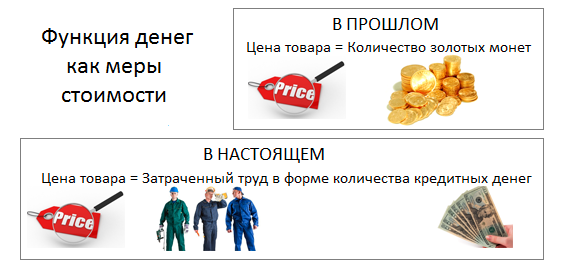 Функция денег
как меры
стоимости
В ПРОШЛОМ
Цена товара = Количество золотых монет
Price
В НАСТОЯЩЕМ
Цена товара = Затраченный труд в форме количества кредитных денег
Price